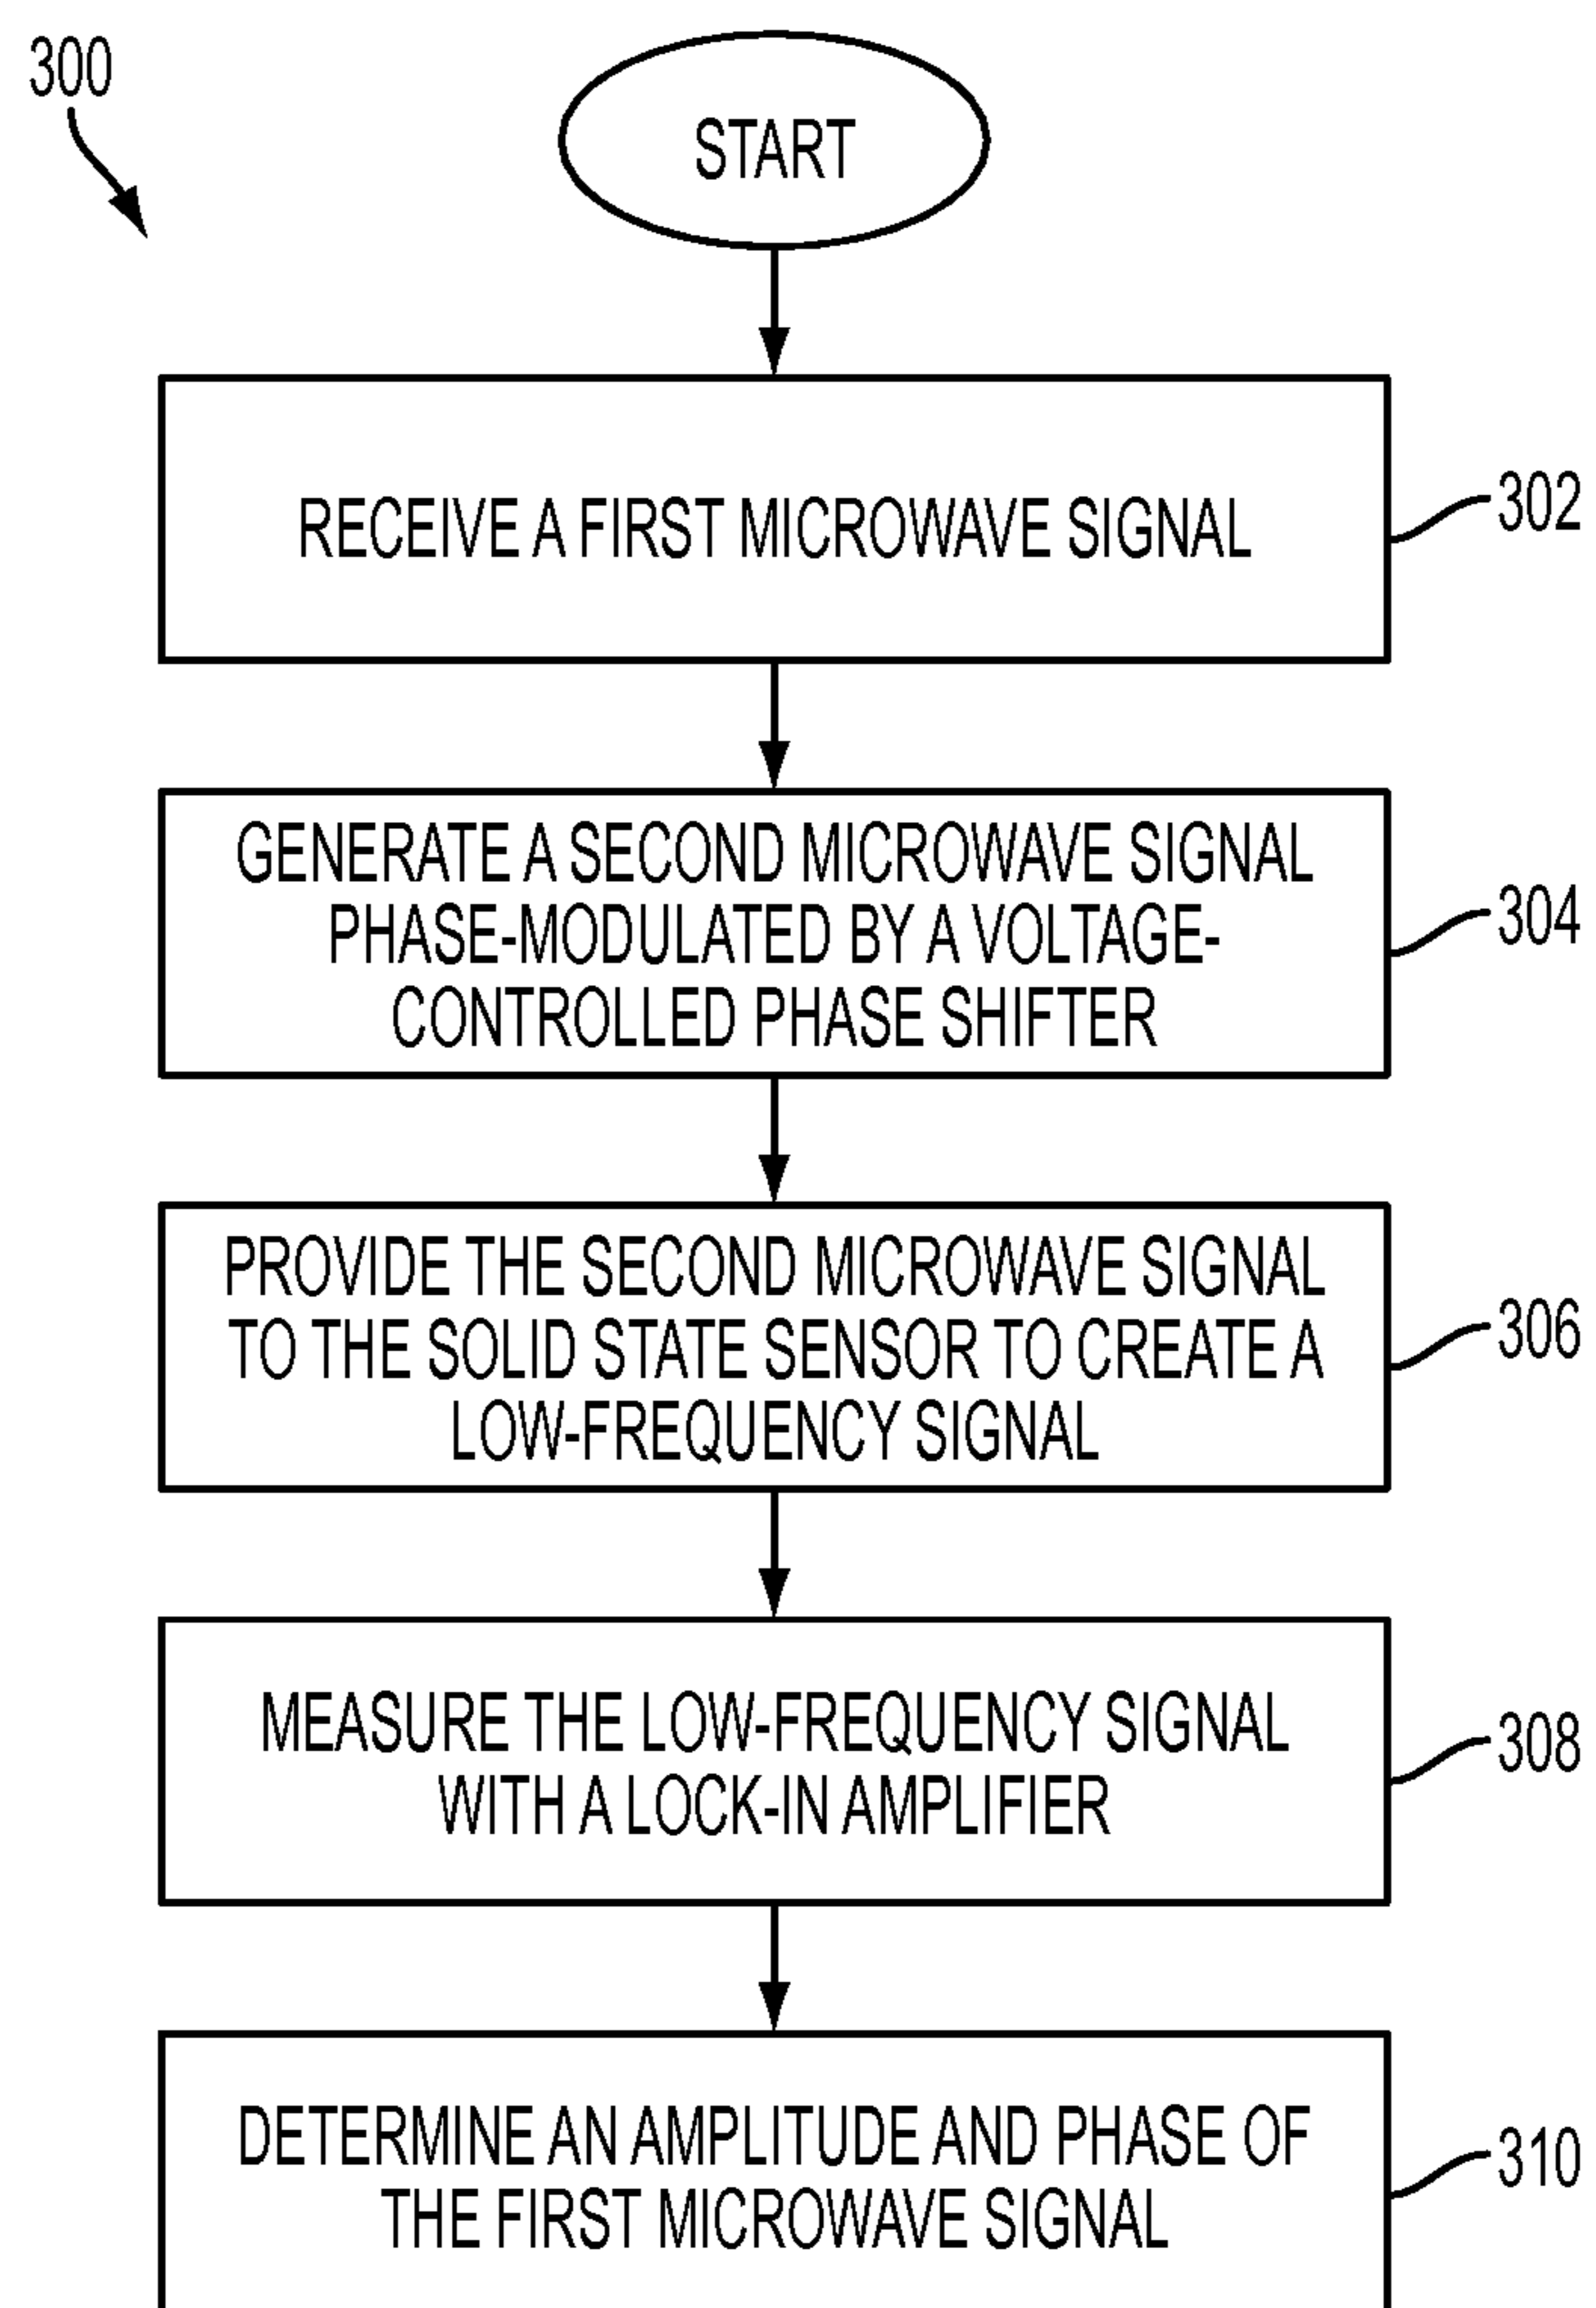 300
START
RECEIVE A FIRST MICROWAVE SIGNAL
302
GENERATE A SECOND MICROWAVE SIGNAL
PHASE-MODULATED BY A VOLTAGE-
CONTROLLED PHASE SHIFTER
304
PROVIDE THE SECOND MICROWAVE SIGNAL
TO THE SOLID STATE SENSOR TO CREATE A
LOW-FREQUENCY SIGNAL
306
MEASURE THE LOW-FREQUENCY SIGNAL
WITH A LOCK-IN AMPLIFIER
308
DETERMINE AN AMPLITUDE AND PHASE OF
THE FIRST MICROWAVE SIGNAL
310